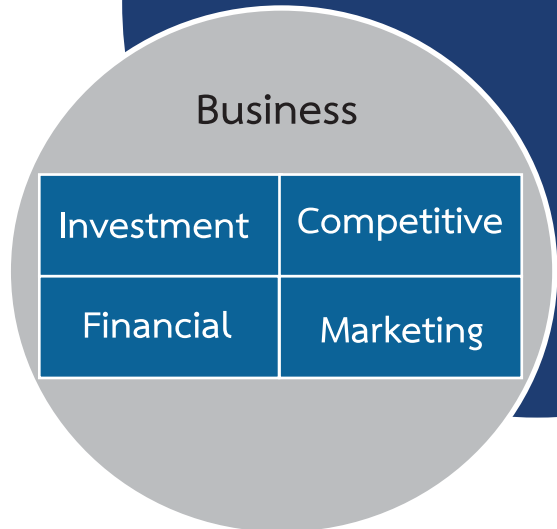 Business
Investment
Competitive
Financial
Marketing